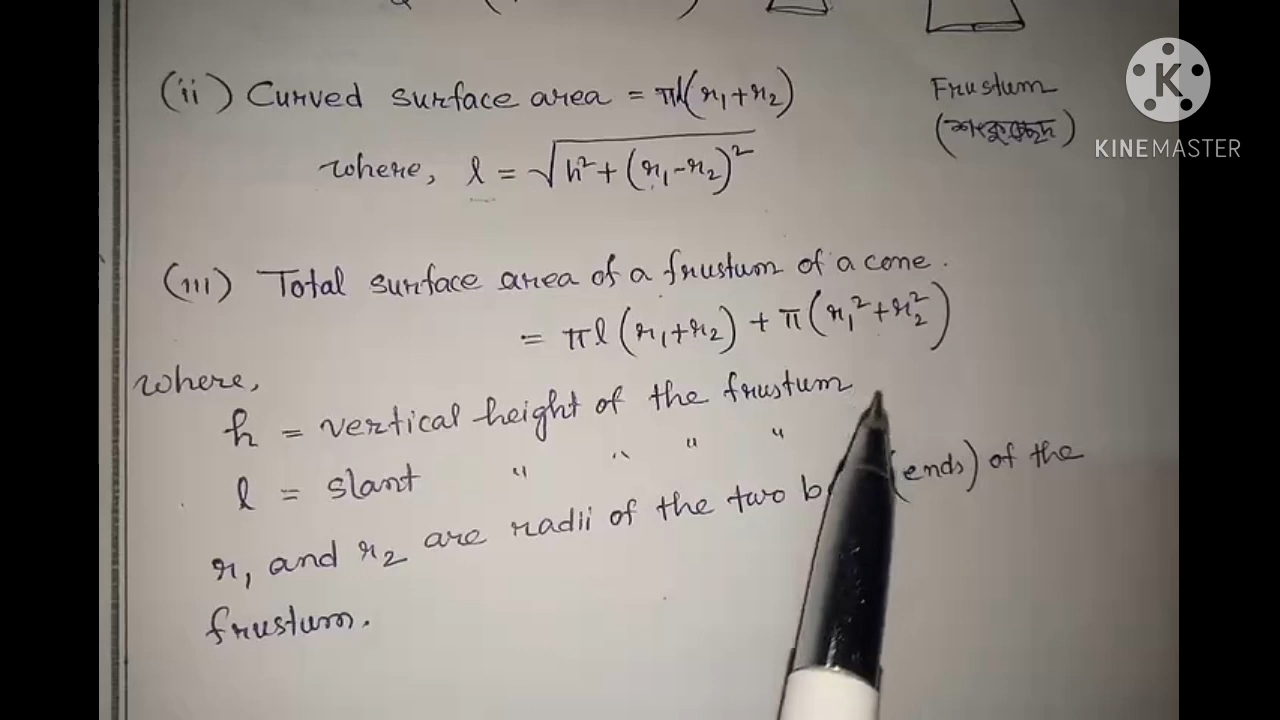 (ii) Curved surface area = πl(r₁+r₂)
where, l = √h²+(r₁-r₂)²
Frustum
KINEMASTER
(iii) Total surface area of a frustum of a cone.
= πl(r₁+r₂) + π(r₁²+r₂²)
where,
h = vertical height of the frustum
l = slant " " " "
r₁ and r₂ are radii of the two (ends) of the
frustum.